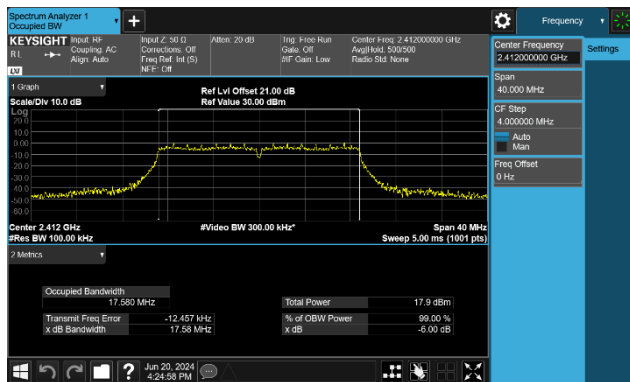 Spectrum Analyzer 1
Occupied BW
Frequency
KEYSIGHT
Input: RF
Coupling: AC
Align: Auto
Input Z: 50 Ω
Corrections: Off
Freq Ref: Int (S)
NFE: Off
Atten: 20 dB
Trig: Free Run
Gate: Off
#IF Gain: Low
Center Freq: 2.412000000 GHz
Avg|Hold: 500/500
Radio Std: None
LXI
Center Frequency
2.412000000 GHz
Settings
Span
40.000 MHz
CF Step
4.000000 MHz
Auto
Man
Freq Offset
0 Hz
1 Graph
Scale/Div 10.0 dB
Ref Lvl Offset 21.00 dB
Ref Value 30.00 dBm
Log
20.0
10.0
0.00
-10.0
-20.0
-30.0
-40.0
-50.0
-60.0
Center 2.412 GHz
#Res BW 100.00 kHz
#Video BW 300.00 kHz*
Span 40 MHz
Sweep 5.00 ms (1001 pts)
2 Metrics
Occupied Bandwidth
17.580 MHz
Total Power 17.9 dBm
Transmit Freq Error -12.457 kHz
% of OBW Power 99.00 %
x dB Bandwidth 17.58 MHz
x dB -6.00 dB
Jun 20, 2024
4:24:58 PM